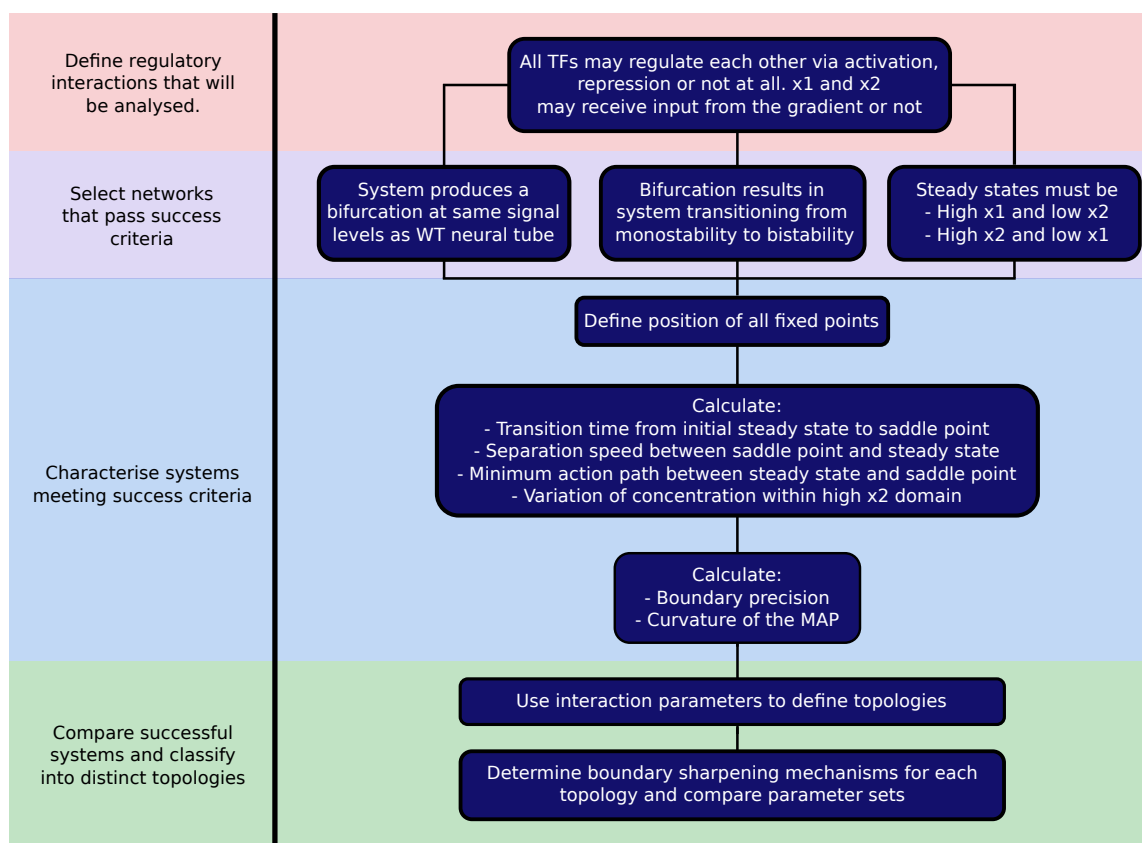 Define regulatory
interactions that will
be analysed.
All TFs may regulate each other via activation,
repression or not at all. x1 and x2
may receive input from the gradient or not
Select networks
that pass success
criteria
System produces a
bifurcation at same signal
levels as WT neural tube
Bifurcation results in
system transitioning from
monostability to bistability
Steady states must be
- High x1 and low x2
- High x2 and low x1
Characterise systems
meeting success criteria
Define position of all fixed points
Calculate:
- Transition time from initial steady state to saddle point
- Separation speed between saddle point and steady state
- Minimum action path between steady state and saddle point
- Variation of concentration within high x2 domain
Calculate:
- Boundary precision
- Curvature of the MAP
Compare successful
systems and classify
into distinct topologies
Use interaction parameters to define topologies
Determine boundary sharpening mechanisms for each
topology and compare parameter sets